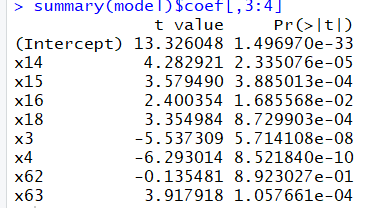 > summary(model)$coef[,3:4]
t value Pr(>|t|)
(Intercept) 13.326048 1.496970e-33
x14 4.282921 2.335076e-05
x15 3.579490 3.885013e-04
x16 2.400354 1.685568e-02
x18 3.354984 8.729903e-04
x3 -5.537309 5.714108e-08
x4 -6.293014 8.521840e-10
x62 -0.135481 8.923027e-01
x63 3.917918 1.057661e-04